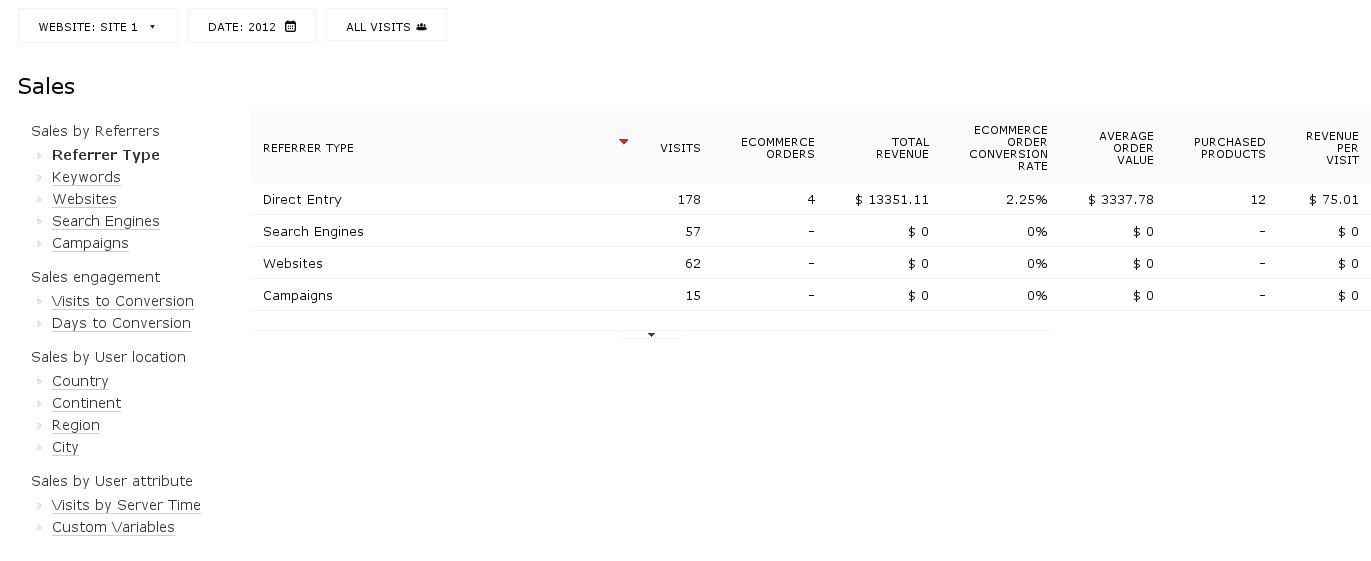 WEBSITE: SITE 1 DATE: 2012 ALL VISITS
Sales
Sales by Referrers
» Referrer Type
» Keywords
» Websites
» Search Engines
» Campaigns
Sales engagement
» Visits to Conversion
» Days to Conversion
Sales by User location
» Country
» Continent
» Region
» City
Sales by User attribute
» Visits by Server Time
» Custom Variables
REFERRER TYPE VISITS ECOMMERCE ORDERS TOTAL REVENUE ECOMMERCE ORDER CONVERSION RATE AVERAGE ORDER VALUE PURCHASED PRODUCTS REVENUE PER VISIT
Direct Entry 178 4 $ 13351.11 2.25% $ 3337.78 12 $ 75.01
Search Engines 57 - $ 0 0% $ 0 - $ 0
Websites 62 - $ 0 0% $ 0 - $ 0
Campaigns 15 - $ 0 0% $ 0 - $ 0